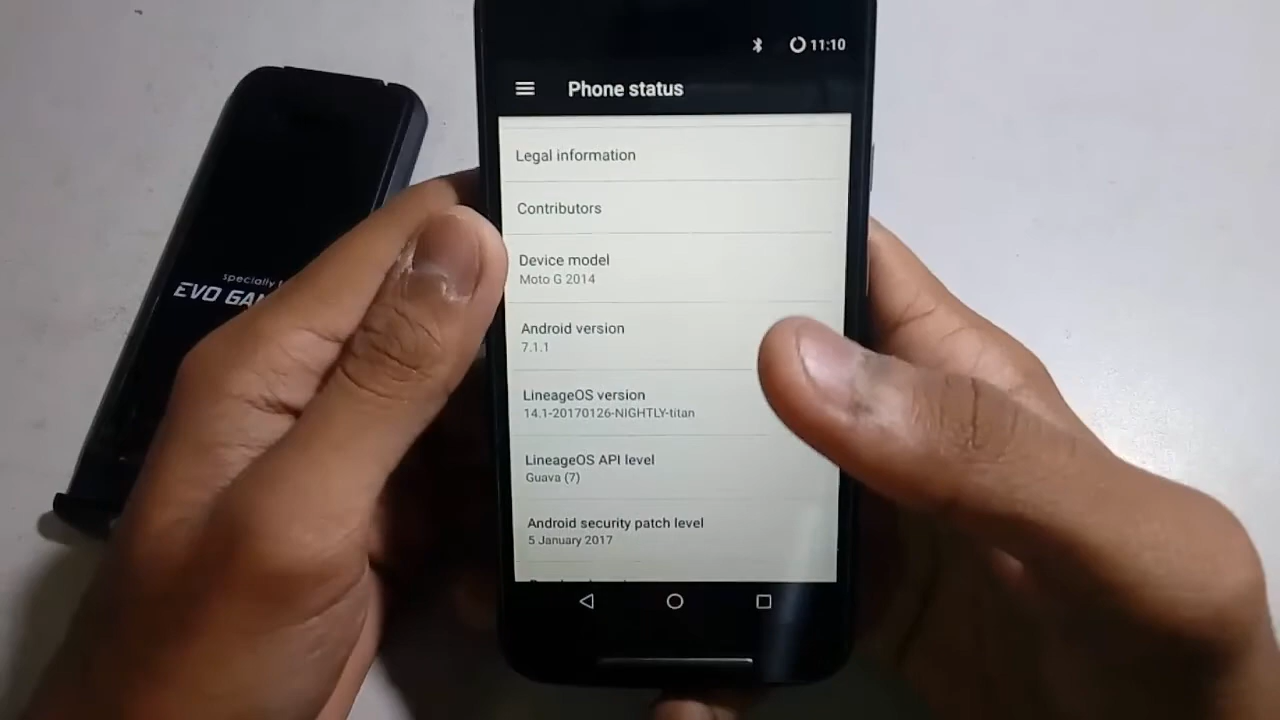 11:10
Phone status
Legal information
Contributors
Device model
Moto G 2014
Android version
7.1.1
LineageOS version
14.1-20170126-NIGHTLY-titan
LineageOS API level
Guava (7)
Android security patch level
5 January 2017
specially
EVO